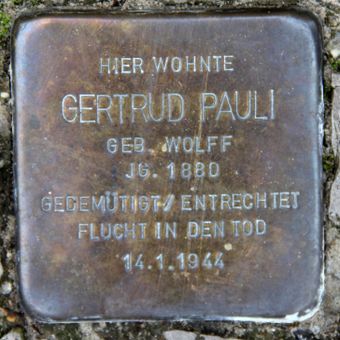 HIER WOHNTE
GERTRUD PAULI
GEB. WOLFF
JG. 1880
GEDEMÜTIGT / ENTRECHTET
FLUCHT IN DEN TOD
14.1.1944